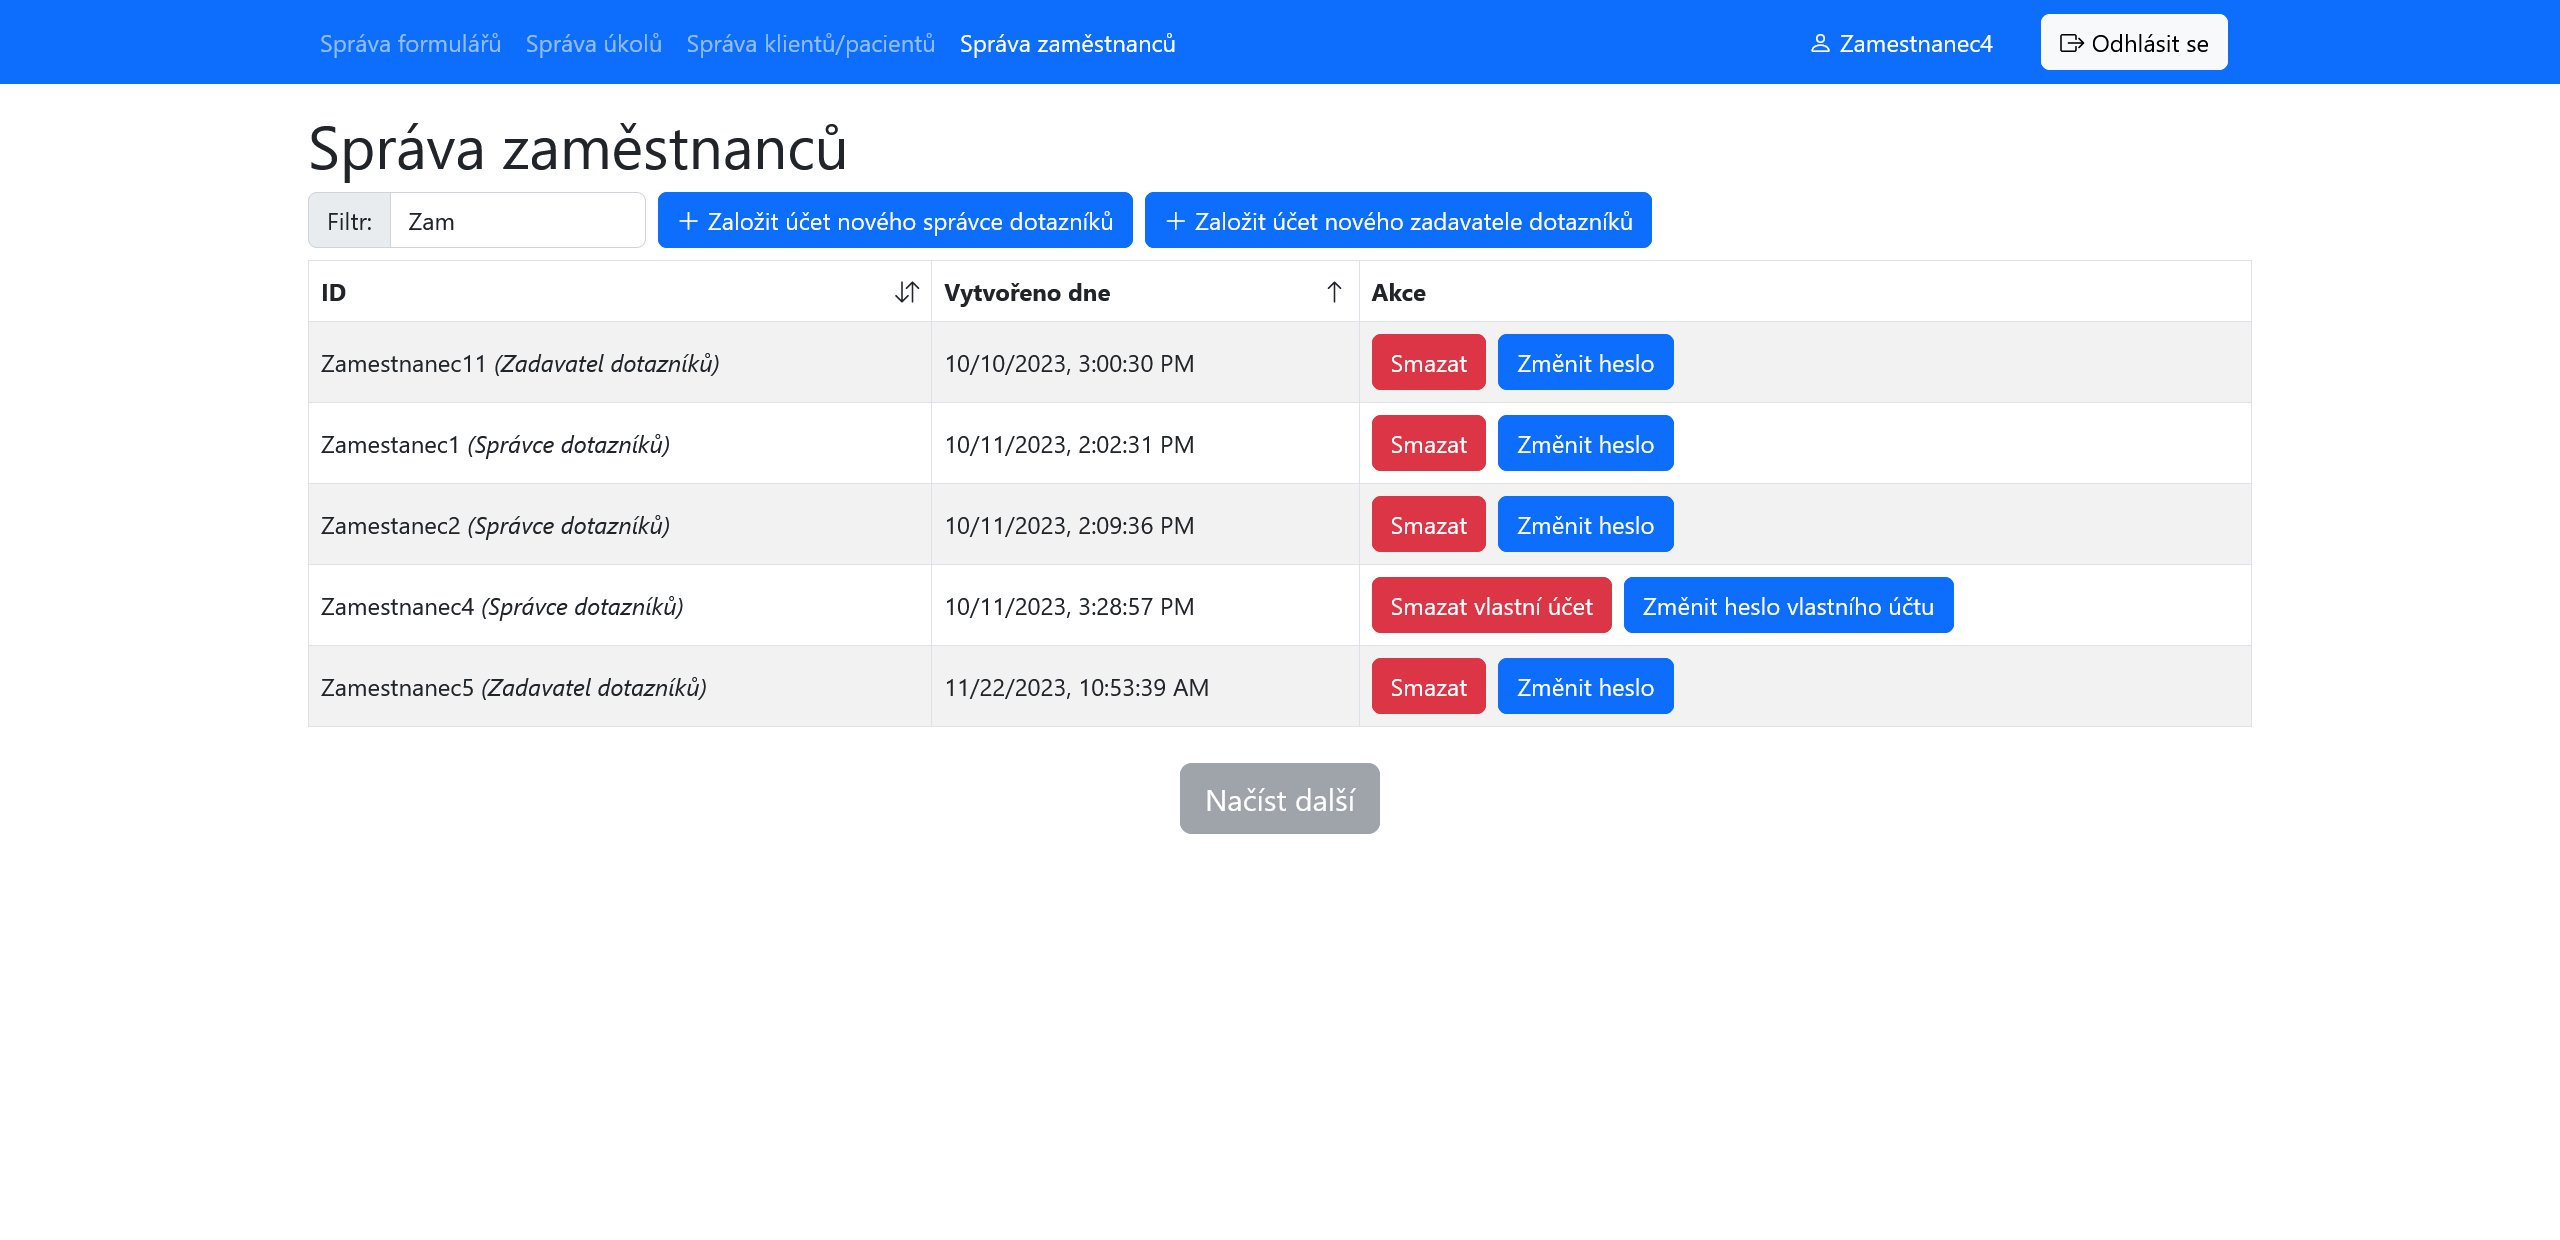 Správa formulářů Správa úkolů Správa klientů/pacientů Správa zaměstnanců Zamestnanec4 Odhlásit se
Správa zaměstnanců
Filtr: Zam + Založit účet nového správce dotazníků + Založit účet nového zadavatele dotazníků
ID Vytvořeno dne Akce
Zamestnanec11 (Zadavatel dotazníků) 10/10/2023, 3:00:30 PM Smazat Změnit heslo
Zamestanec1 (Správce dotazníků) 10/11/2023, 2:02:31 PM Smazat Změnit heslo
Zamestanec2 (Správce dotazníků) 10/11/2023, 2:09:36 PM Smazat Změnit heslo
Zamestnanec4 (Správce dotazníků) 10/11/2023, 3:28:57 PM Smazat vlastní účet Změnit heslo vlastního účtu
Zamestnanec5 (Zadavatel dotazníků) 11/22/2023, 10:53:39 AM Smazat Změnit heslo
Načíst další